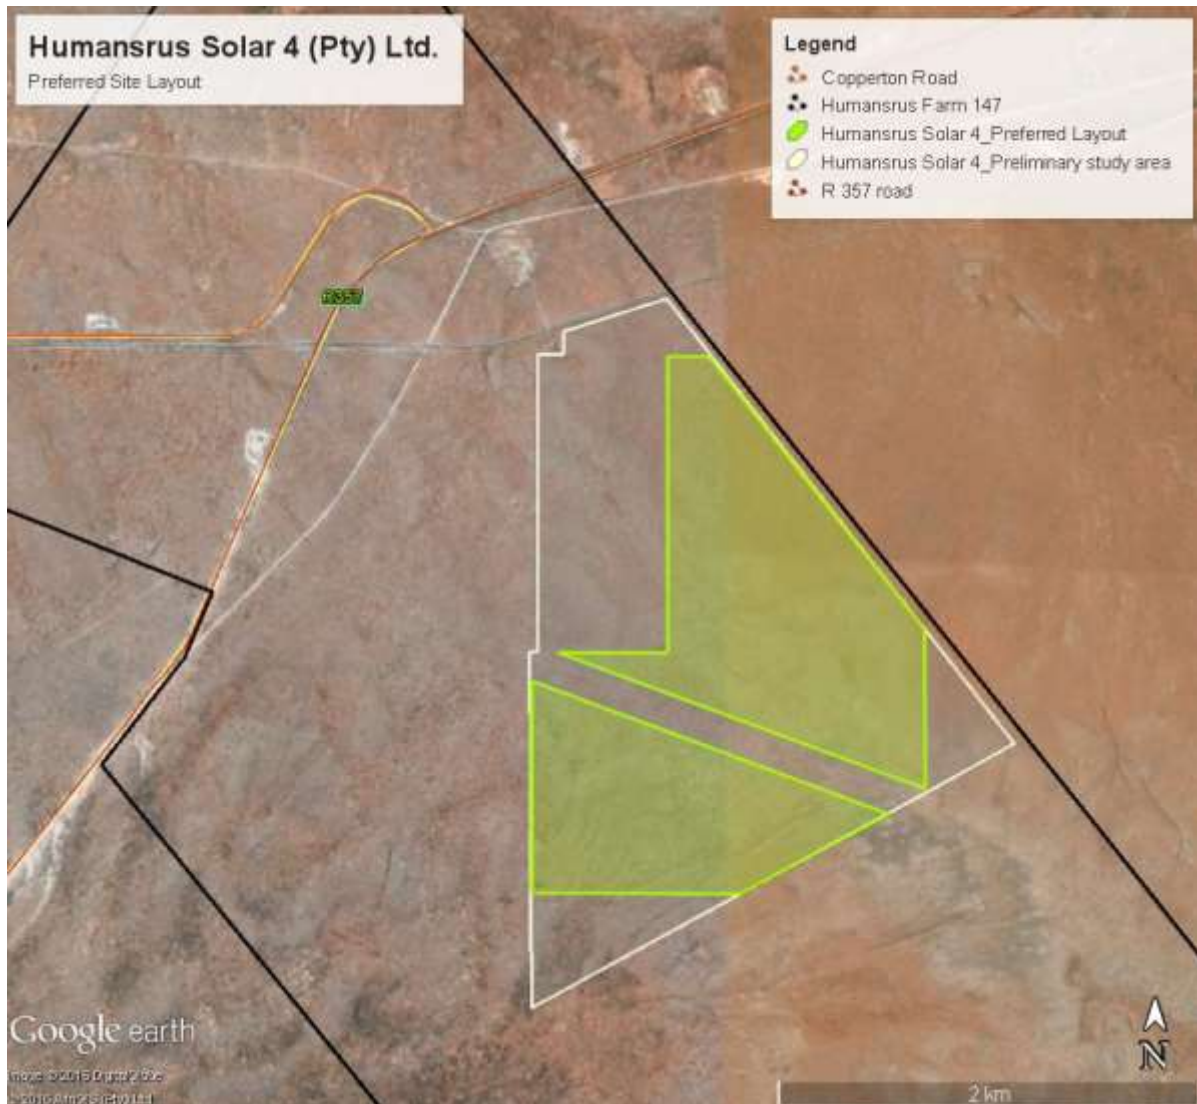 Humansrus Solar 4 (Pty) Ltd.
Preferred Site Layout
Legend
Copperton Road
Humansrus Farm 147
Humansrus Solar 4_Preferred Layout
Humansrus Solar 4_Preliminary study area
R 357 road
R357
Google earth
N
2 km